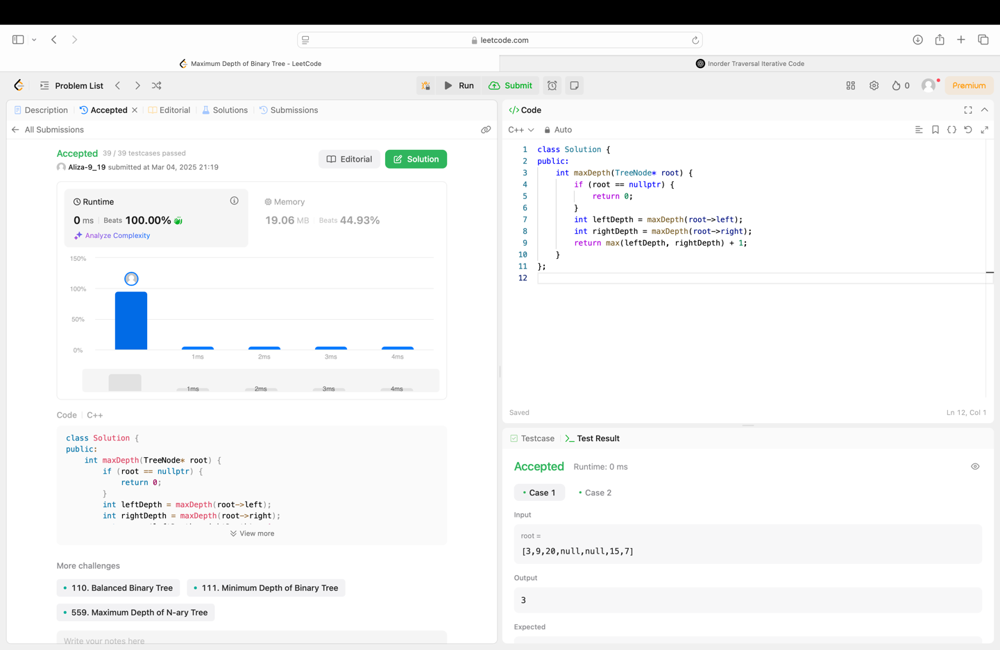 leetcode.com
Maximum Depth of Binary Tree - LeetCode
Inorder Traversal Iterative Code
Problem List
Run
Submit
0
Premium
Description
Accepted
Editorial
Solutions
Submissions
All Submissions
Accepted 39 / 39 testcases passed
Aliza-9_19 submitted at Mar 04, 2025 21:19
Editorial
Solution
Runtime
0 ms Beats 100.00%
Analyze Complexity
Memory
19.06 MB Beats 44.93%
150%
100%
50%
0%
1ms 2ms 3ms 4ms
1ms 2ms 3ms 4ms
Code C++
class Solution {
public:
    int maxDepth(TreeNode* root) {
        if (root == nullptr) {
            return 0;
        }
        int leftDepth = maxDepth(root->left);
        int rightDepth = maxDepth(root->right);
View more
More challenges
110. Balanced Binary Tree
111. Minimum Depth of Binary Tree
559. Maximum Depth of N-ary Tree
Write your notes here
</> Code
C++ Auto
1 class Solution {
2 public:
3     int maxDepth(TreeNode* root) {
4         if (root == nullptr) {
5             return 0;
6         }
7         int leftDepth = maxDepth(root->left);
8         int rightDepth = maxDepth(root->right);
9         return max(leftDepth, rightDepth) + 1;
10     }
11 };
12
Saved
Ln 12, Col 1
Testcase
Test Result
Accepted Runtime: 0 ms
Case 1
Case 2
Input
root =
[3,9,20,null,null,15,7]
Output
3
Expected